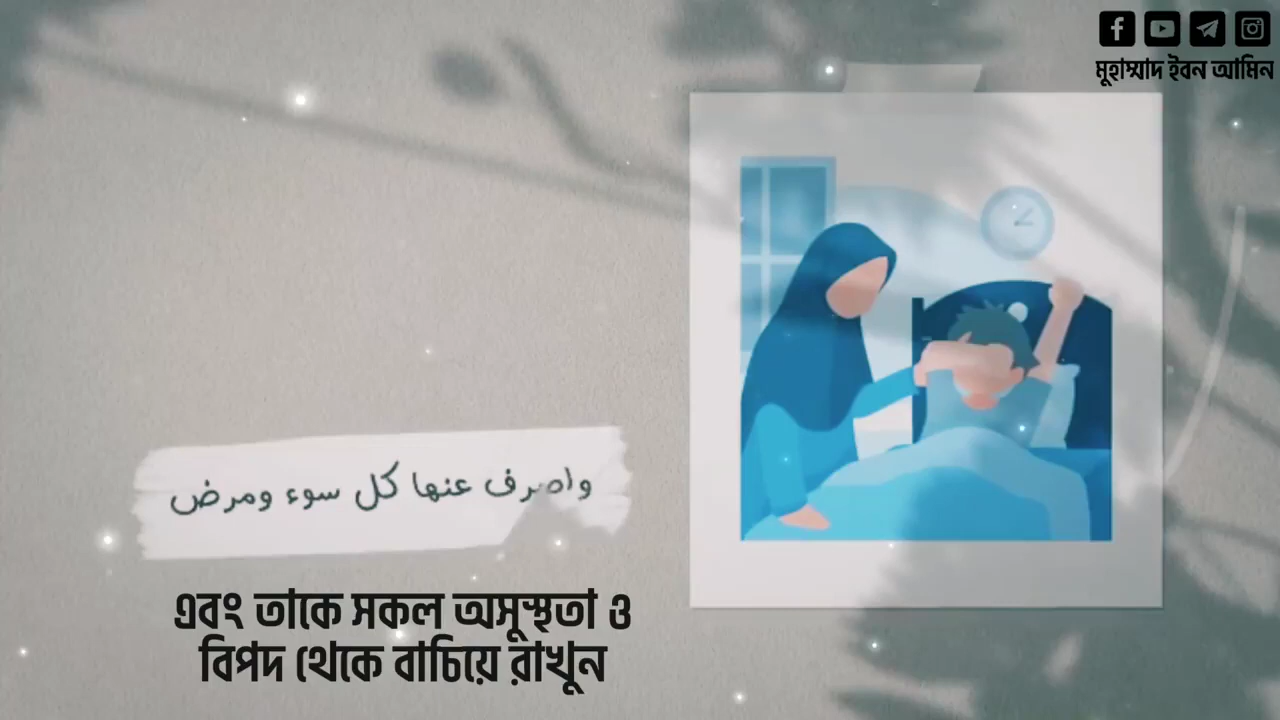 মুহাম্মাদ ইবন আমিন
واصرف عنها كل سوء ومرض
এবং তাকে সকল অসুস্থতা ও
বিপদ থেকে বাচিয়ে রাখুন